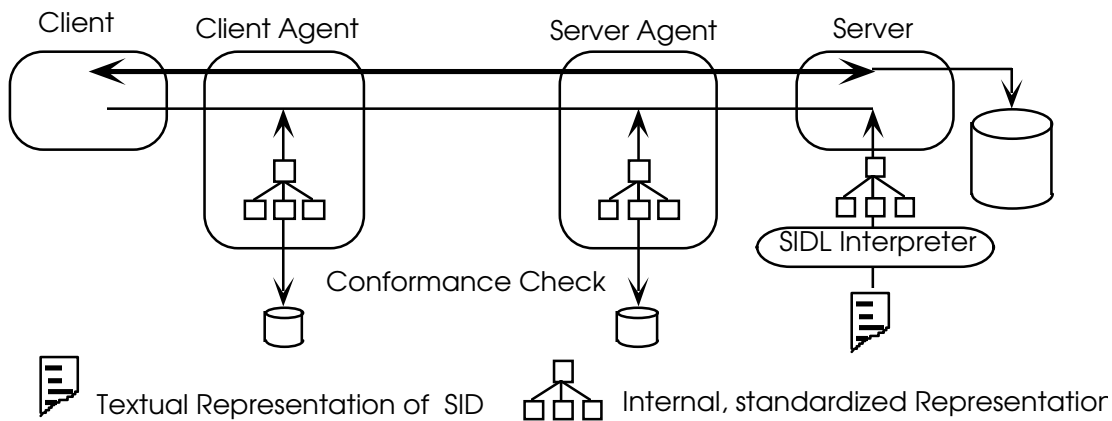 Client
Client Agent
Server Agent
Server
SIDL Interpreter
Conformance Check
Textual Representation of SID
Internal, standardized Representation